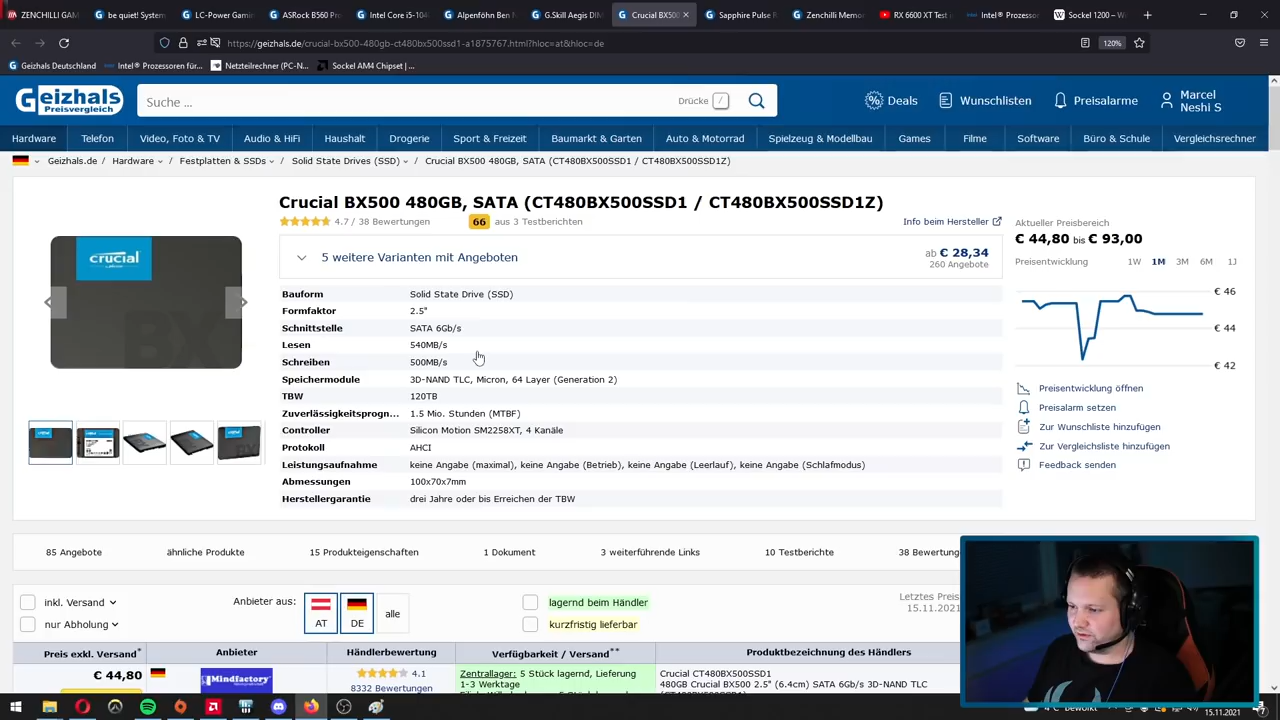 ZENCHILLI Gam
be quiet! System
LC-Power Gamin
ASRock B560 Pro
Intel Core i5-104
Alpenföhn Ben N
G.Skill Aegis DIN
Crucial BX500
Sapphire Pulse R
Zenchilli Memo
RX 6600 XT Test i
Intel® Prozessor
Sockel 1200 – W
https://geizhals.de/crucial-bx500-480gb-ct480bx500ssd1-a1875767.html?hloc=at&hloc=de
120%
Geizhals Deutschland
Intel® Prozessoren für...
Netzteilrechner (PC-N...
Sockel AM4 Chipset | ...
Geizhals
Preisvergleich
Suche ...
Drücke /
Deals
Wunschlisten
Preisalarme
Marcel
Neshi S
Hardware
Telefon
Video, Foto & TV
Audio & HiFi
Haushalt
Drogerie
Sport & Freizeit
Baumarkt & Garten
Auto & Motorrad
Spielzeug & Modellbau
Games
Filme
Software
Büro & Schule
Vergleichsrechner
Geizhals.de / Hardware / Festplatten & SSDs / Solid State Drives (SSD) / Crucial BX500 480GB, SATA (CT480BX500SSD1 / CT480BX500SSD1Z)
Crucial BX500 480GB, SATA (CT480BX500SSD1 / CT480BX500SSD1Z)
4.7 / 38 Bewertungen
66 aus 3 Testberichten
Info beim Hersteller
5 weitere Varianten mit Angeboten
ab € 28,34
260 Angebote
crucial
BX
Bauform Solid State Drive (SSD)
Formfaktor 2.5"
Schnittstelle SATA 6Gb/s
Lesen 540MB/s
Schreiben 500MB/s
Speichermodule 3D-NAND TLC, Micron, 64 Layer (Generation 2)
TBW 120TB
Zuverlässigkeitsprogn... 1.5 Mio. Stunden (MTBF)
Controller Silicon Motion SM2258XT, 4 Kanäle
Protokoll AHCI
Leistungsaufnahme keine Angabe (maximal), keine Angabe (Betrieb), keine Angabe (Leerlauf), keine Angabe (Schlafmodus)
Abmessungen 100x70x7mm
Herstellergarantie drei Jahre oder bis Erreichen der TBW
Aktueller Preisbereich
€ 44,80 bis € 93,00
Preisentwicklung 1W 1M 3M 6M 1J
€ 46
€ 44
€ 42
Preisentwicklung öffnen
Preisalarm setzen
Zur Wunschliste hinzufügen
Zur Vergleichsliste hinzufügen
Feedback senden
85 Angebote
ähnliche Produkte
15 Produkteigenschaften
1 Dokument
3 weiterführende Links
10 Testberichte
38 Bewertung
inkl. Versand
nur Abholung
Anbieter aus:
AT
DE
alle
lagernd beim Händler
kurzfristig lieferbar
Letztes Preis
15.11.2021
Preis exkl. Versand*
Anbieter
Händlerbewertung
Verfügbarkeit / Versand**
Produktbezeichnung des Händlers
€ 44,80
Mindfactory
4.1
8332 Bewertungen
Zentrallager: 5 Stück lagernd, Lieferung
1-3 Werktage
Crucial CT480BX500SSD1
480GB Crucial BX500 2.5" (6.4cm) SATA 6Gb/s 3D-NAND TLC
4°C Bewölkt
15.11.2021